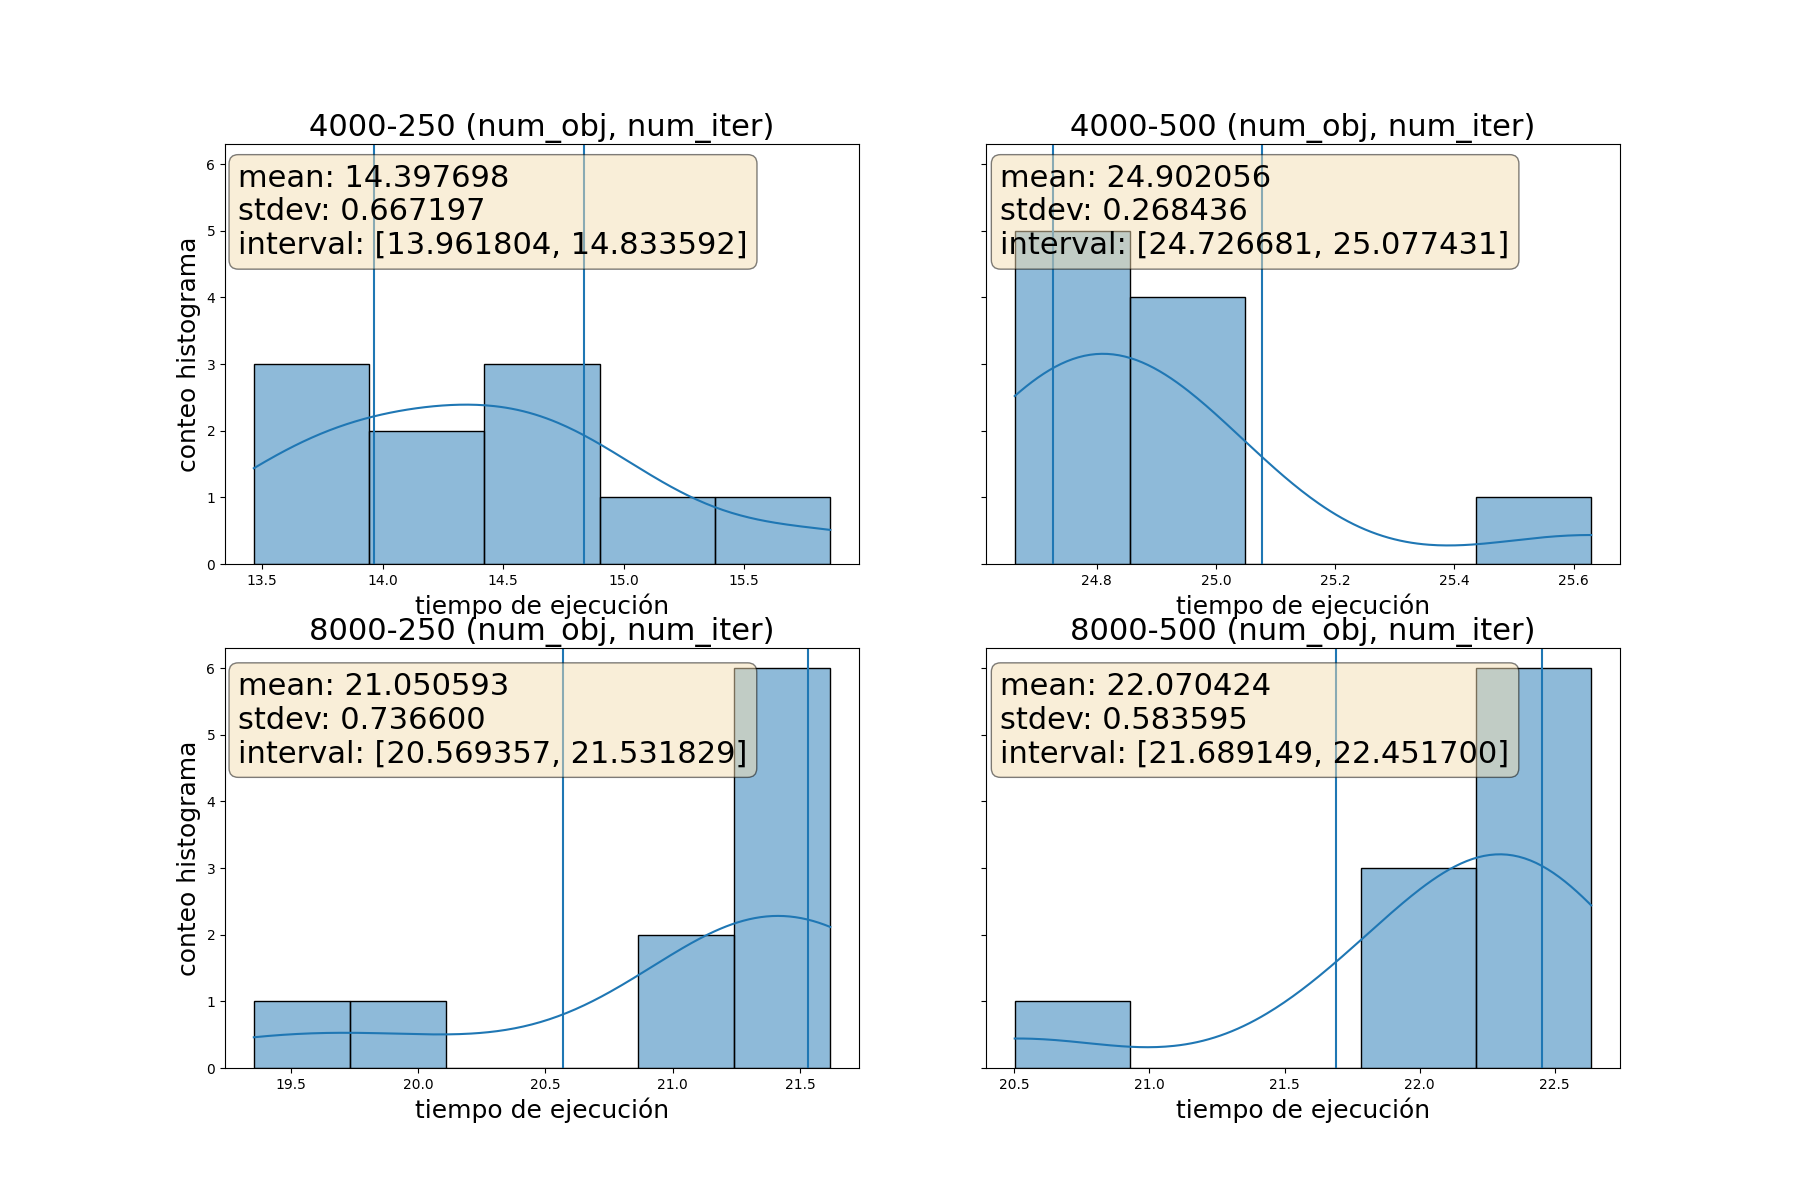 4000-250 (num_obj, num_iter)
mean: 14.397698
stdev: 0.667197
interval: [13.961804, 14.833592]
conteo histograma
6
5
4
3
2
1
0
13.5 14.0 14.5 15.0 15.5
tiempo de ejecución
4000-500 (num_obj, num_iter)
mean: 24.902056
stdev: 0.268436
interval: [24.726681, 25.077431]
24.8 25.0 25.2 25.4 25.6
tiempo de ejecución
8000-250 (num_obj, num_iter)
mean: 21.050593
stdev: 0.736600
interval: [20.569357, 21.531829]
conteo histograma
6
5
4
3
2
1
0
19.5 20.0 20.5 21.0 21.5
tiempo de ejecución
8000-500 (num_obj, num_iter)
mean: 22.070424
stdev: 0.583595
interval: [21.689149, 22.451700]
20.5 21.0 21.5 22.0 22.5
tiempo de ejecución